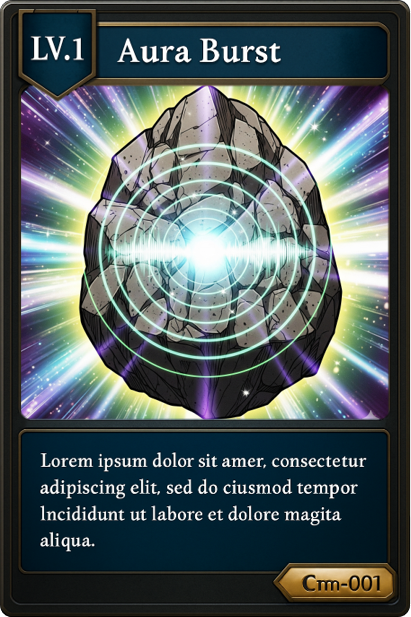 LV.1
Aura Burst
Lorem ipsum dolor sit amer, consectetur
adipiscing elit, sed do ciusmod tempor
lncididunt ut labore et dolore magita
aliqua.
Cтm-001